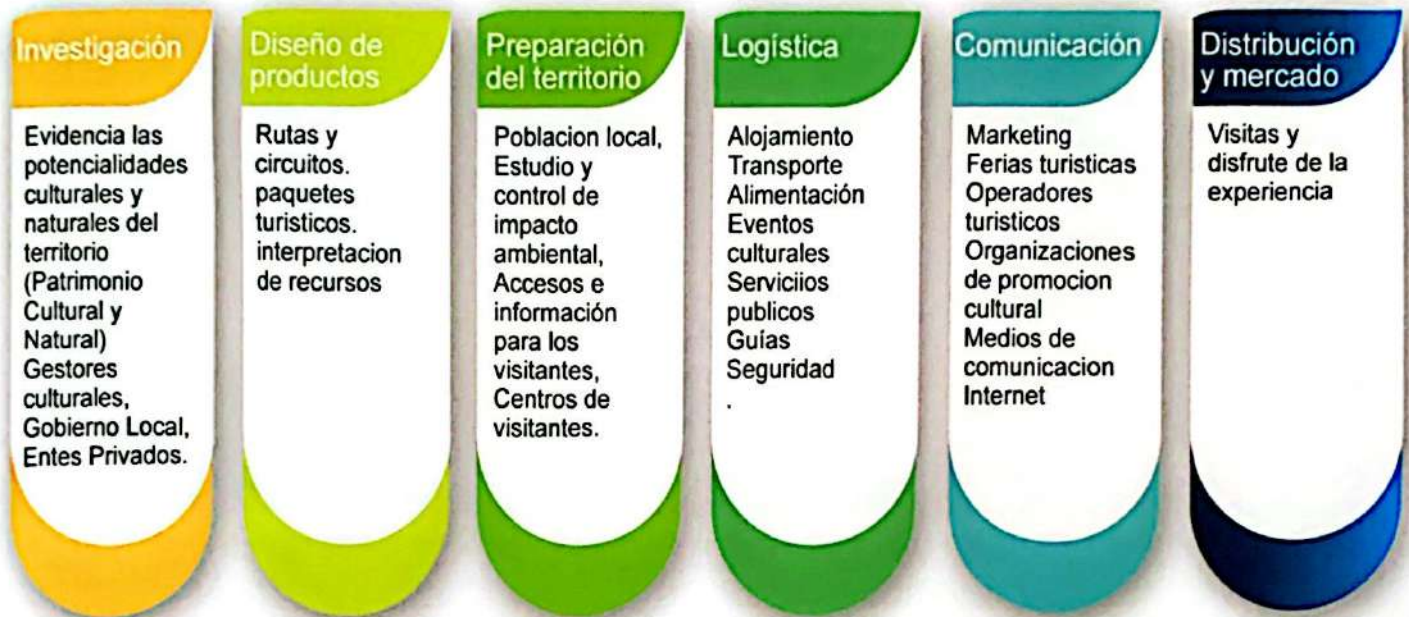 Investigación
Evidencia las
potencialidades
culturales y
naturales del
territorio
(Patrimonio
Cultural y
Natural)
Gestores
culturales,
Gobierno Local,
Entes Privados.
Diseño de
productos
Rutas y
circuitos.
paquetes
turisticos.
interpretacion
de recursos
Preparación
del territorio
Poblacion local,
Estudio y
control de
impacto
ambiental,
Accesos e
información
para los
visitantes,
Centros de
visitantes.
Logística
Alojamiento
Transporte
Alimentación
Eventos
culturales
Serviciios
publicos
Guías
Seguridad
.
Comunicación
Marketing
Ferias turisticas
Operadores
turisticos
Organizaciones
de promocion
cultural
Medios de
comunicacion
Internet
Distribución
y mercado
Visitas y
disfrute de la
experiencia